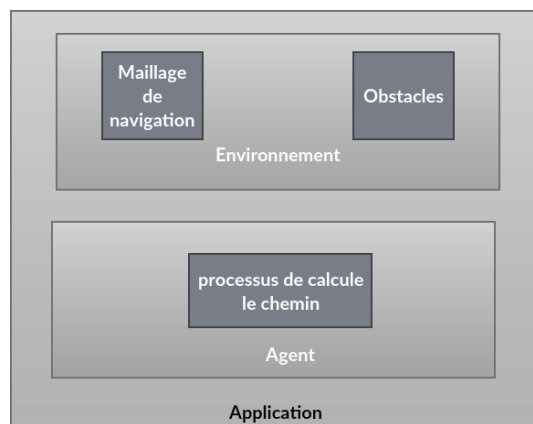 Maillage
de
navigation
Obstacles
Environnement
processus de calcule
le chemin
Agent
Application